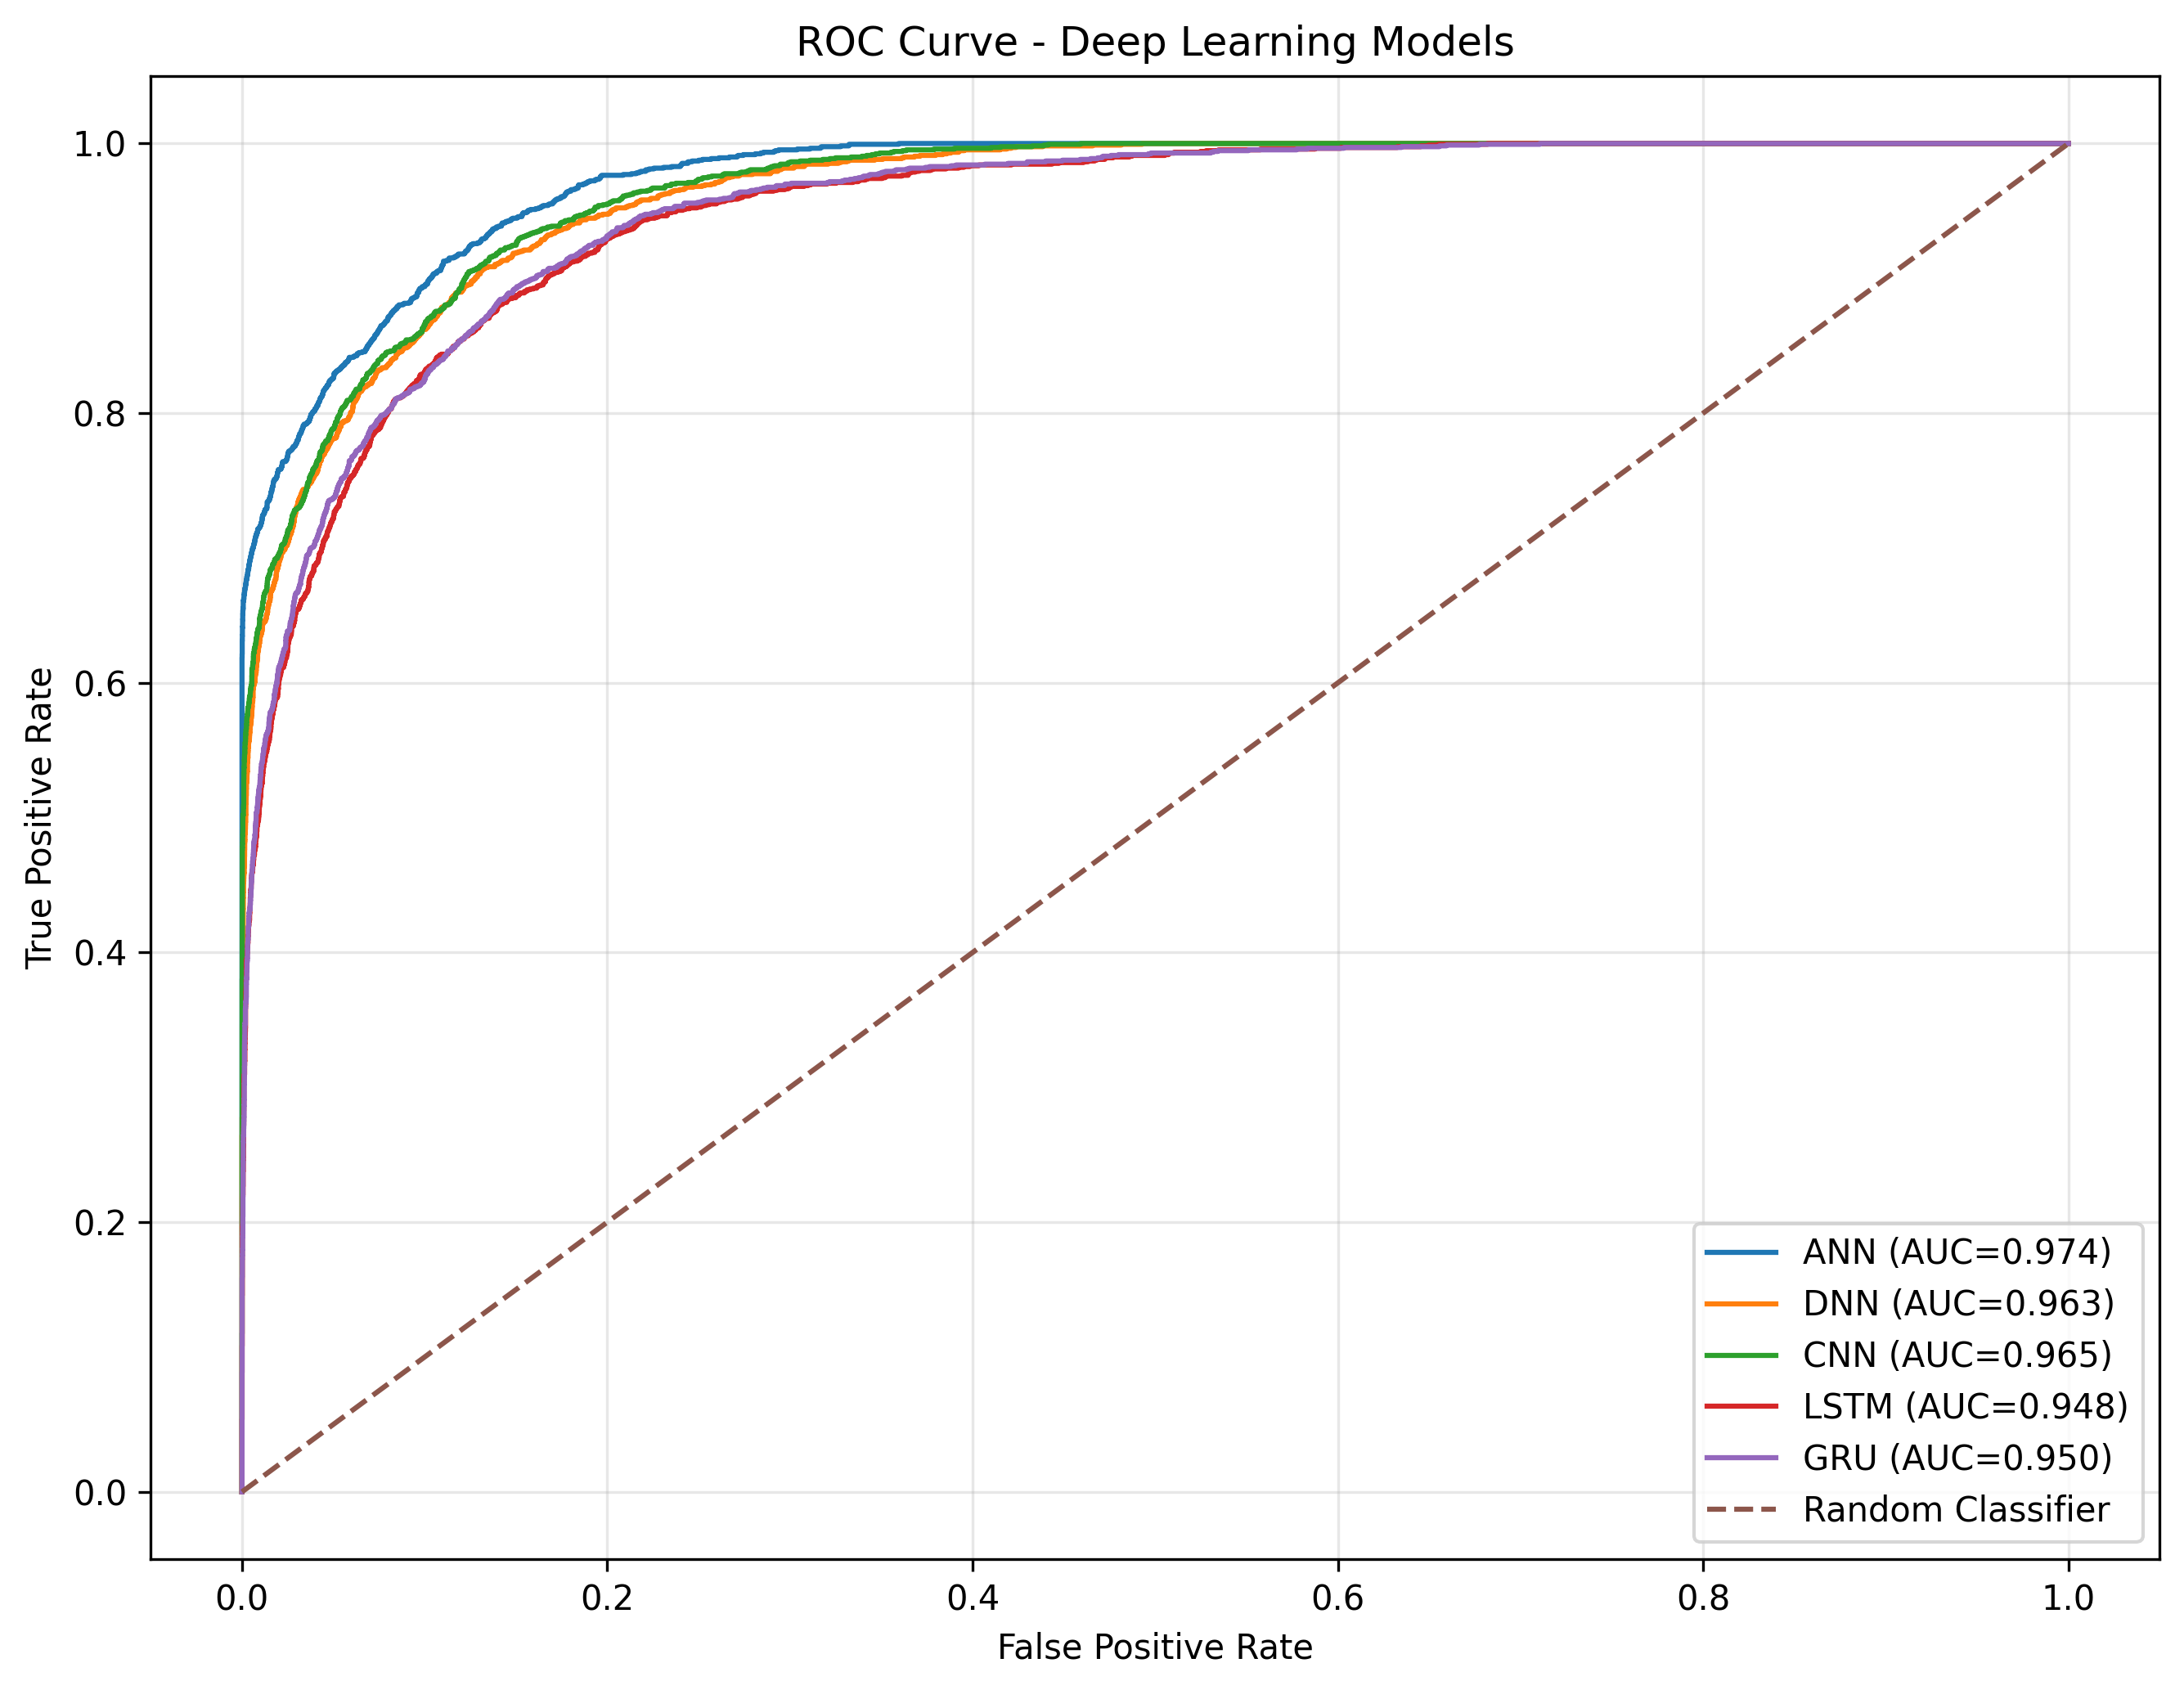 ROC Curve - Deep Learning Models
True Positive Rate
1.0
0.8
0.6
0.4
0.2
0.0
0.0 0.2 0.4 0.6 0.8 1.0
False Positive Rate
ANN (AUC=0.974)
DNN (AUC=0.963)
CNN (AUC=0.965)
LSTM (AUC=0.948)
GRU (AUC=0.950)
Random Classifier